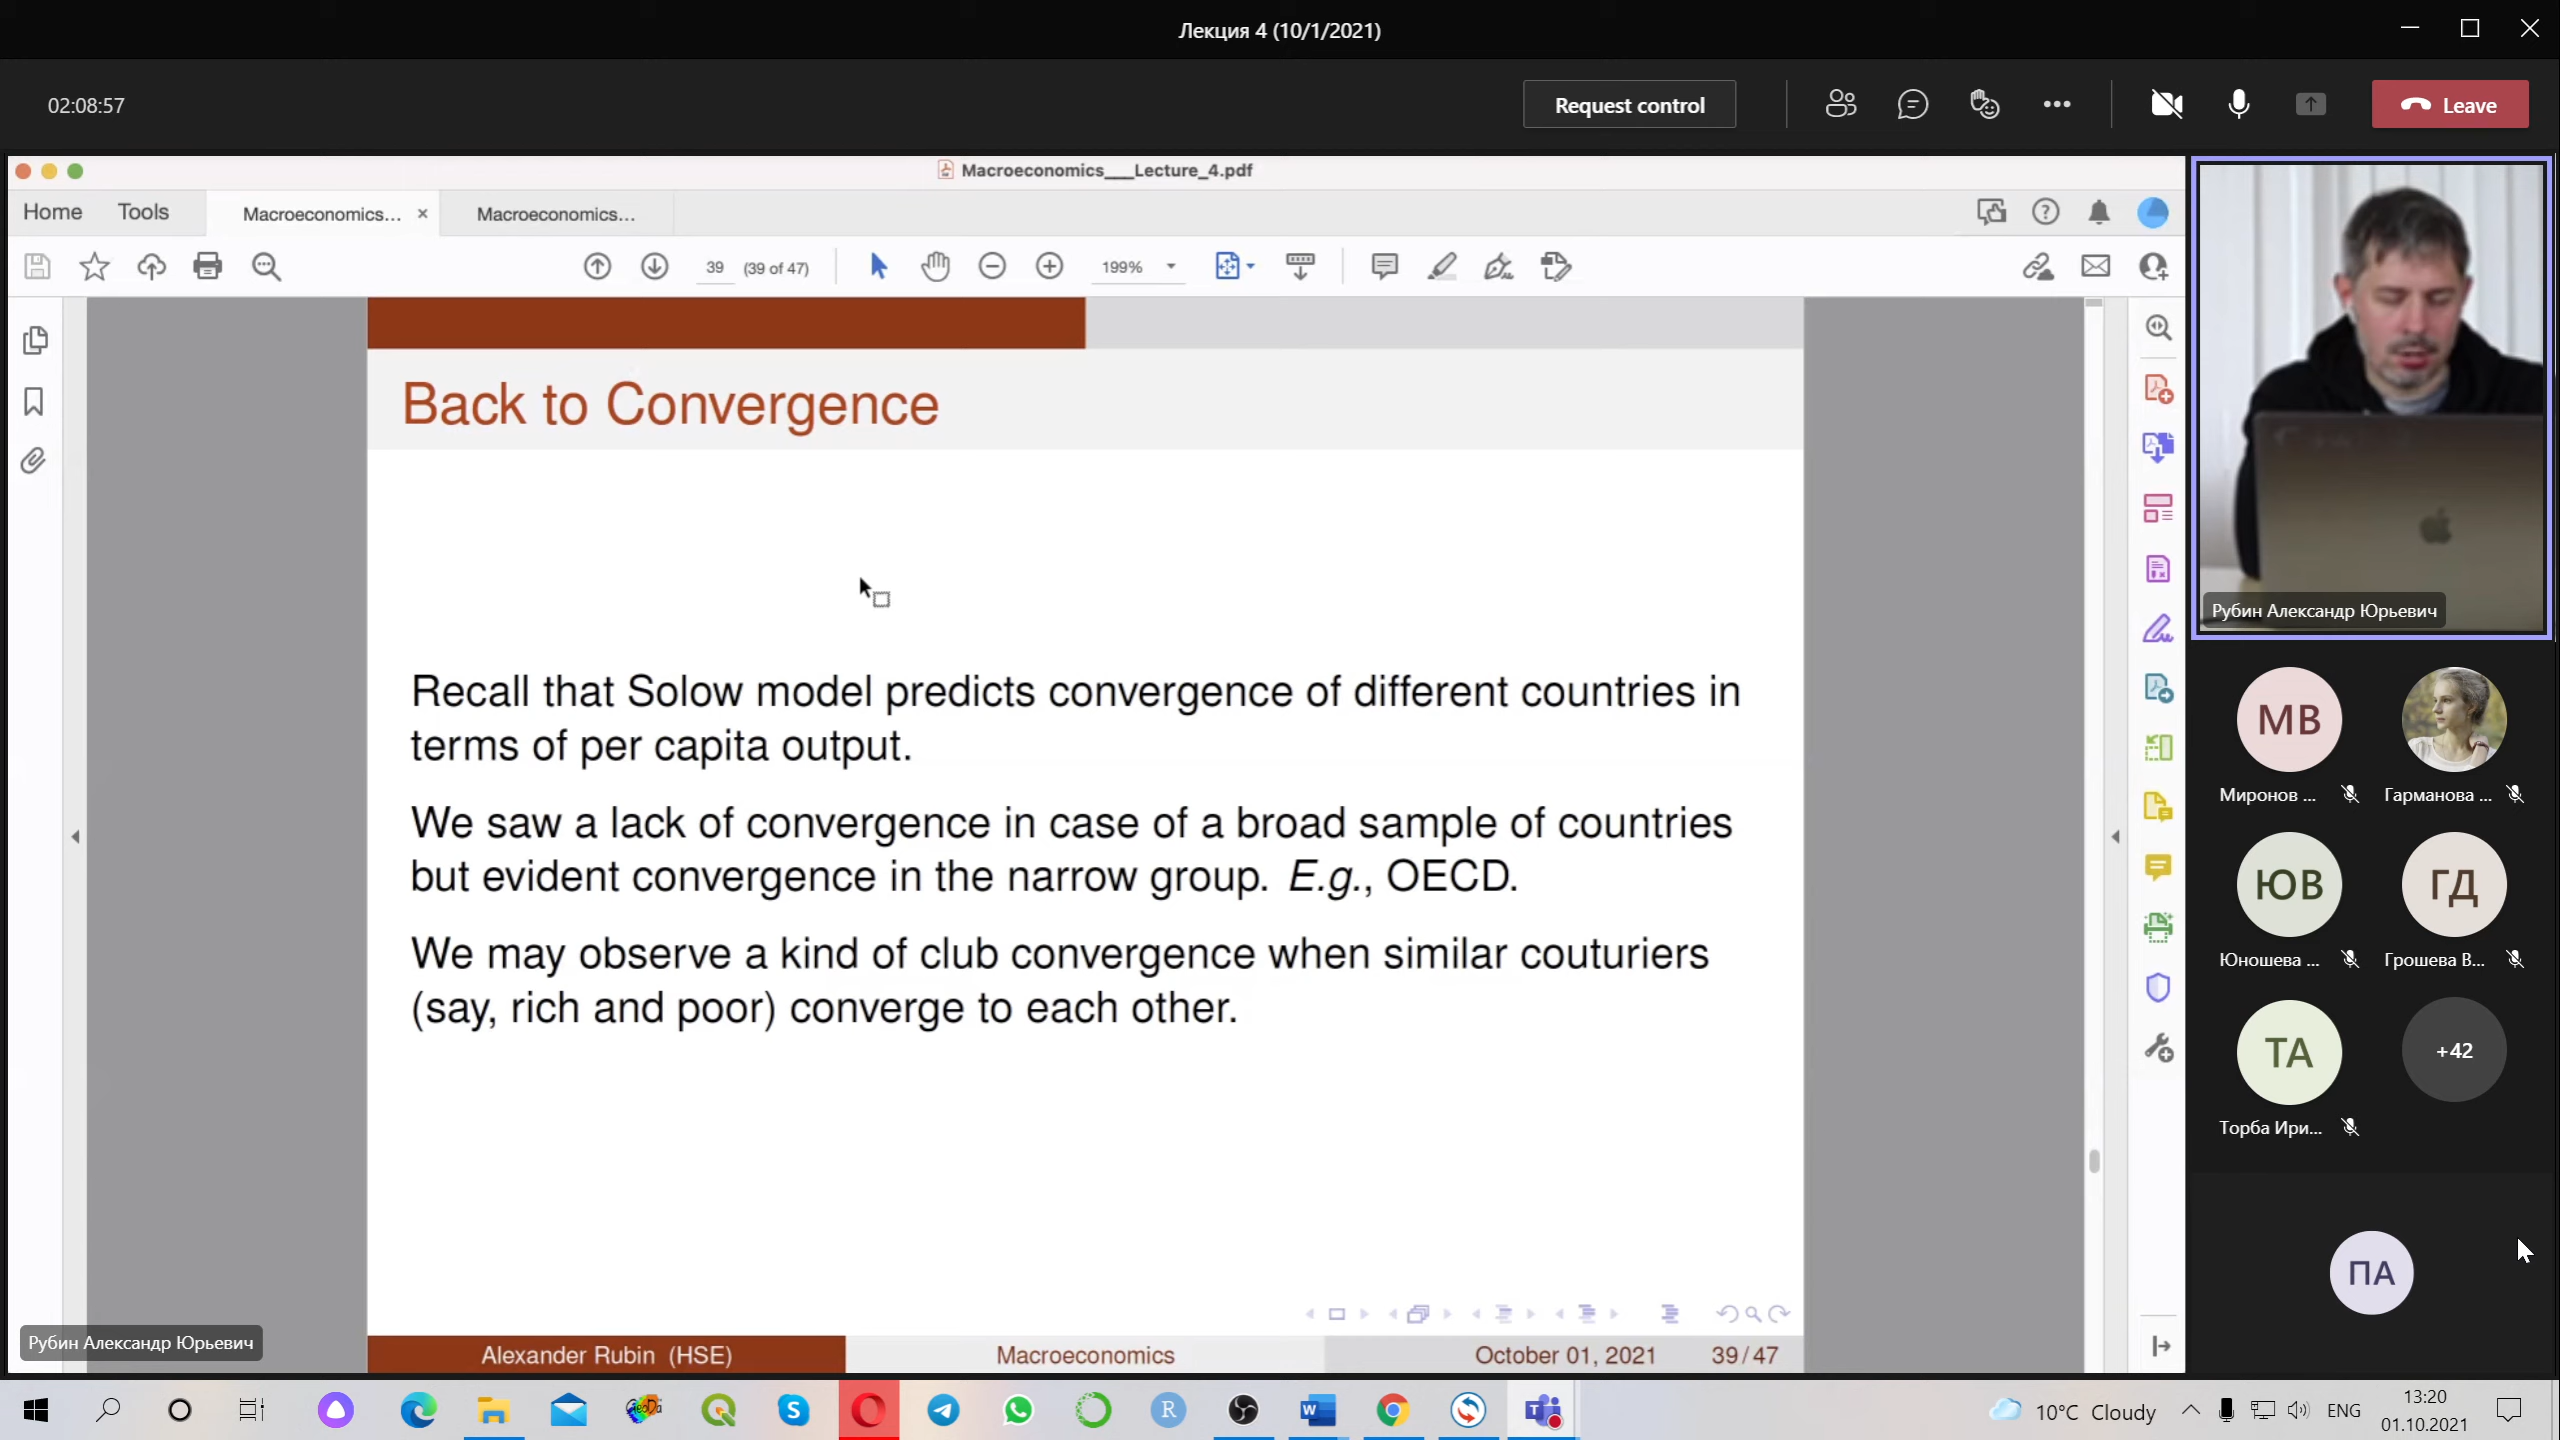 Лекция 4 (10/1/2021)
02:08:57
Request control
Leave
Macroeconomics___Lecture_4.pdf
Home
Tools
Macroeconomics...
Macroeconomics...
39
(39 of 47)
199%
Back to Convergence
Recall that Solow model predicts convergence of different countries in
terms of per capita output.
We saw a lack of convergence in case of a broad sample of countries
but evident convergence in the narrow group. E.g., OECD.
We may observe a kind of club convergence when similar couturiers
(say, rich and poor) converge to each other.
Alexander Rubin (HSE)
Macroeconomics
October 01, 2021
39/47
Рубин Александр Юрьевич
Рубин Александр Юрьевич
МВ
Миронов ...
Гарманова ...
ЮВ
ГД
Юношева ...
Грошева В...
ТА
+42
Торба Ири...
ПА
GeoDa
10°C Cloudy
ENG
13:20
01.10.2021